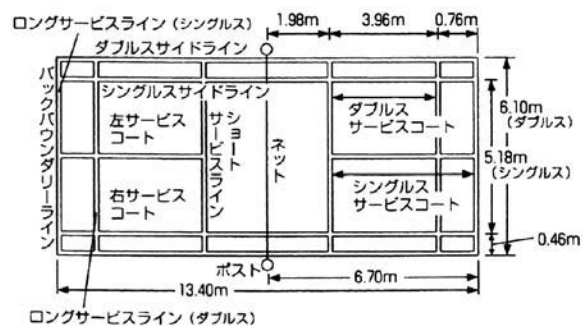 ロングサービスライン(シングルス)
ダブルスサイドライン
1.98m 3.96m 0.76m
バックバウンダリーライン
シングルスサイドライン
左サービス
コート
右サービス
コート
ショート
サービスライン
ネット
ダブルス
サービスコート
シングルス
サービスコート
6.10m
(ダブルス)
5.18m
(シングルス)
0.46m
ポスト
6.70m
13.40m
ロングサービスライン(ダブルス)